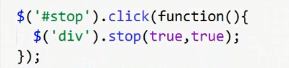 $('#stop').click(function(){
  $('div').stop(true,true);
});